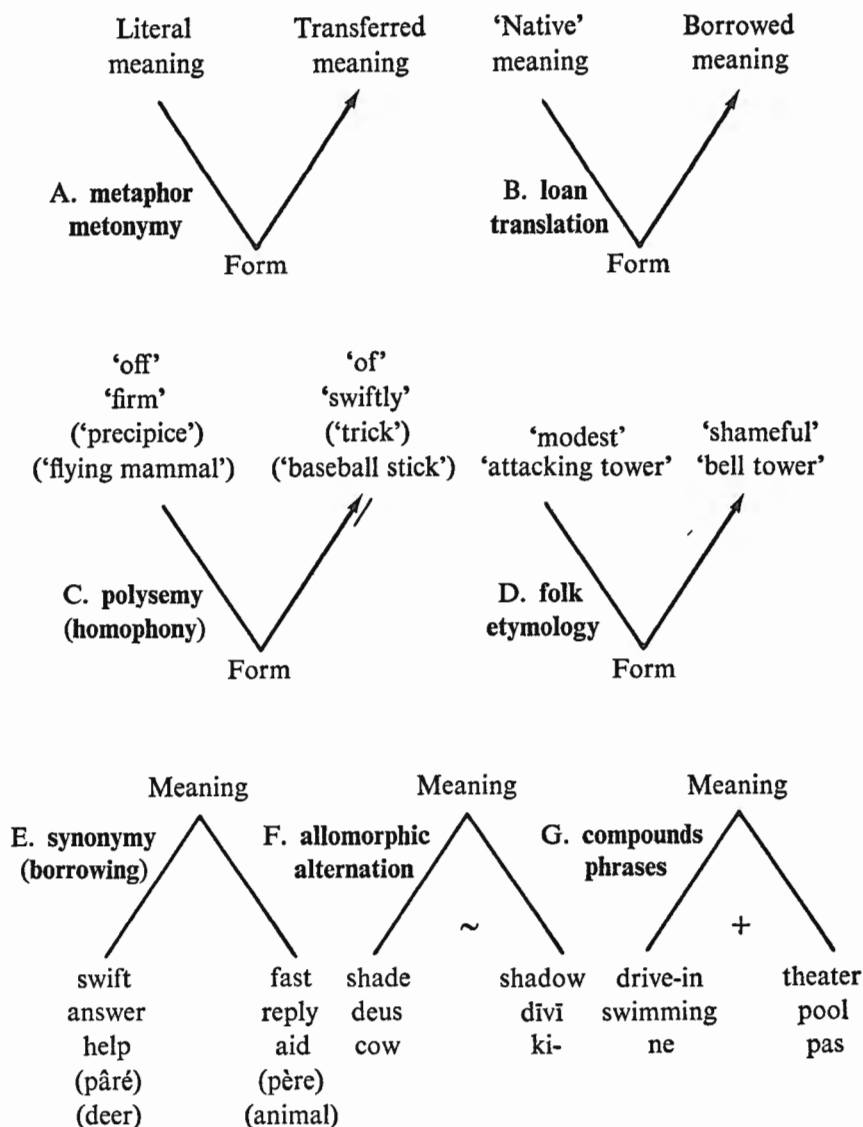 Literal Transferred ‘Native’ Borrowed
meaning meaning meaning meaning
A. metaphor B. loan
metonymy translation
Form Form
‘off’ ‘of’
‘firm’ ‘swiftly’
(‘precipice’) (‘trick’) ‘modest’ ‘shameful’
(‘flying mammal’) (‘baseball stick’) ‘attacking tower’ ‘bell tower’
C. polysemy D. folk
(homophony) etymology
Form Form
Meaning Meaning Meaning
E. synonymy F. allomorphic G. compounds
(borrowing) alternation phrases
~ +
swift fast shade shadow drive-in theater
answer reply deus dīvī swimming pool
help aid cow ki- ne pas
(pâré) (père)
(deer) (animal)